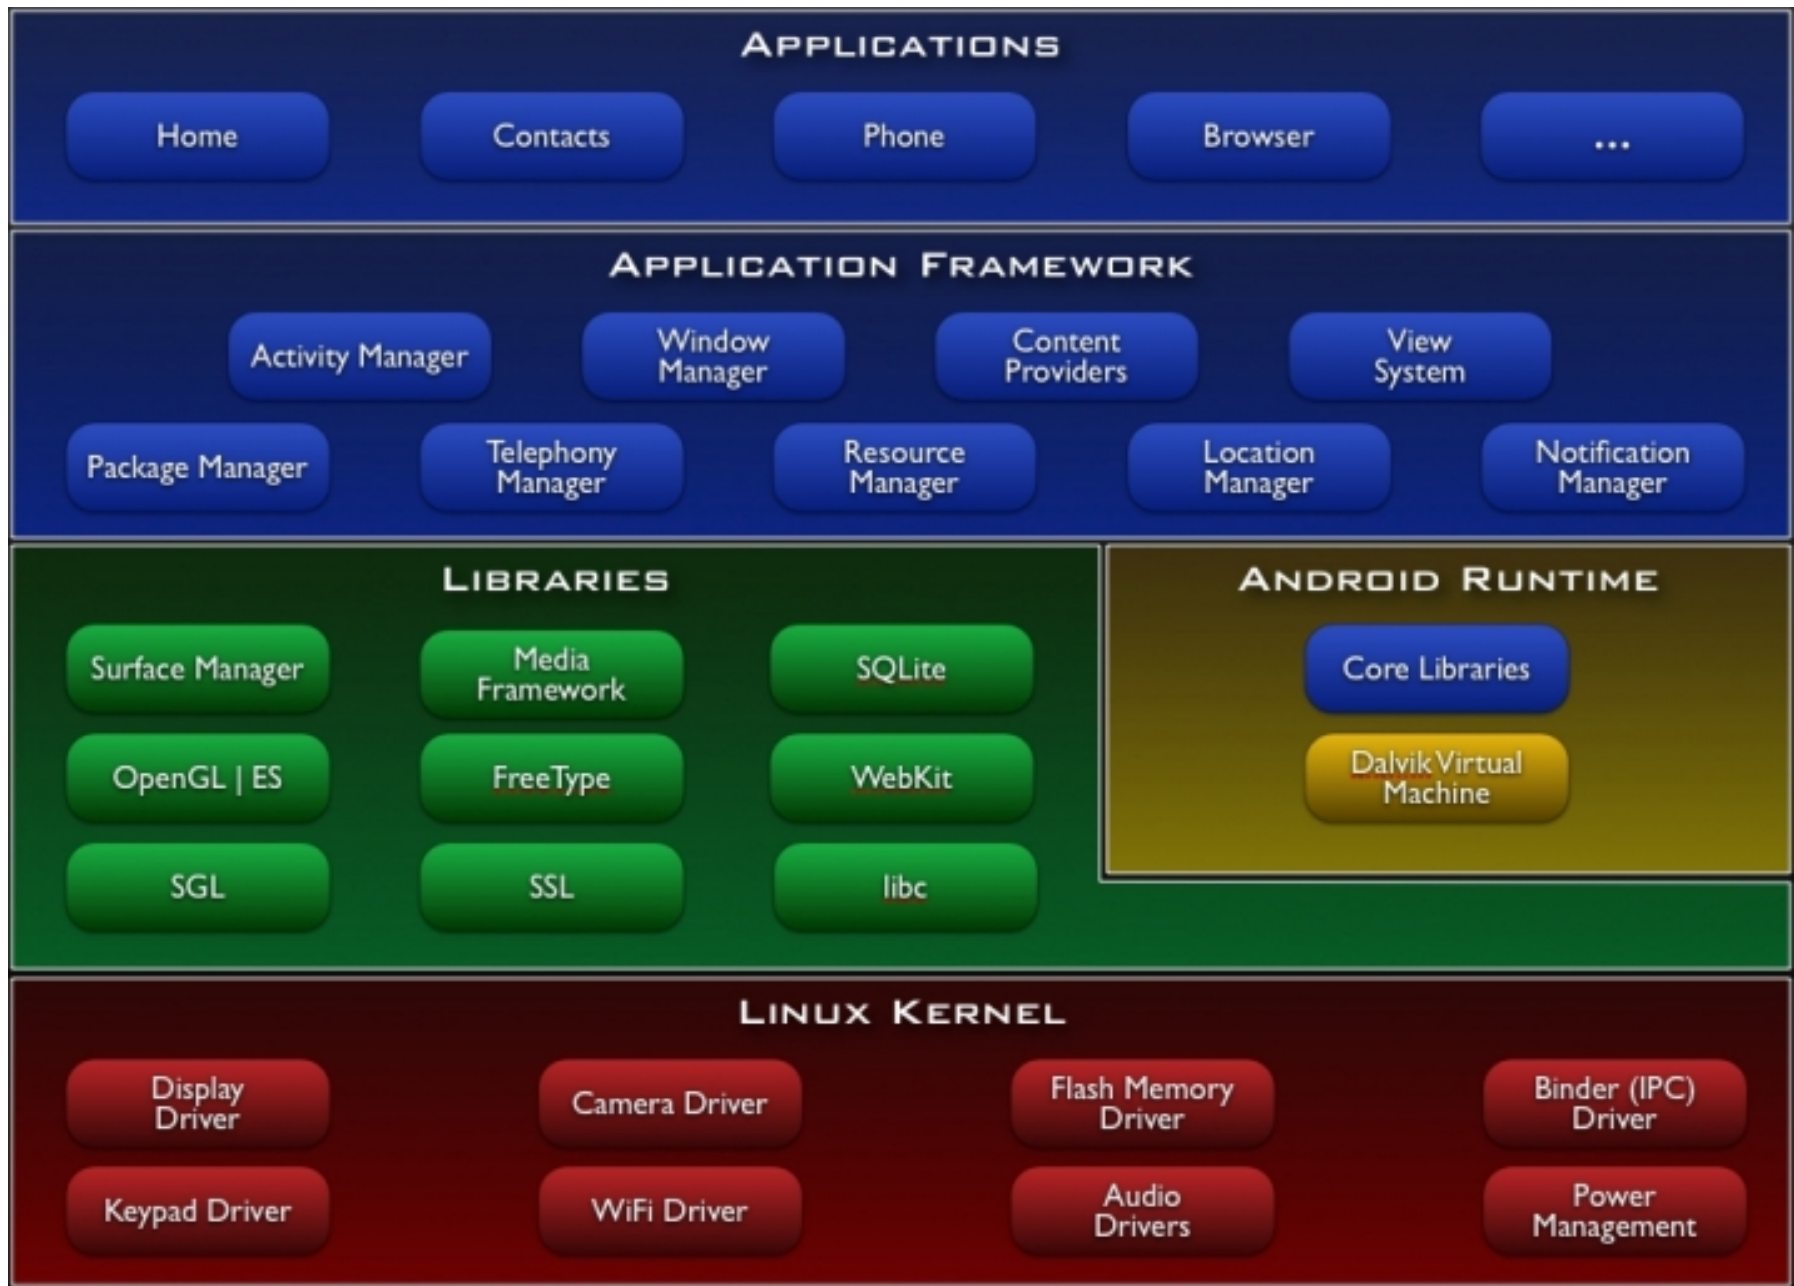 APPLICATIONS
Home
Contacts
Phone
Browser
...
APPLICATION FRAMEWORK
Activity Manager
Window
Manager
Content
Providers
View
System
Package Manager
Telephony
Manager
Resource
Manager
Location
Manager
Notification
Manager
LIBRARIES
Surface Manager
Media
Framework
SQLite
OpenGL | ES
FreeType
WebKit
SGL
SSL
libc
ANDROID RUNTIME
Core Libraries
Dalvik Virtual
Machine
LINUX KERNEL
Display
Driver
Camera Driver
Flash Memory
Driver
Binder (IPC)
Driver
Keypad Driver
WiFi Driver
Audio
Drivers
Power
Management